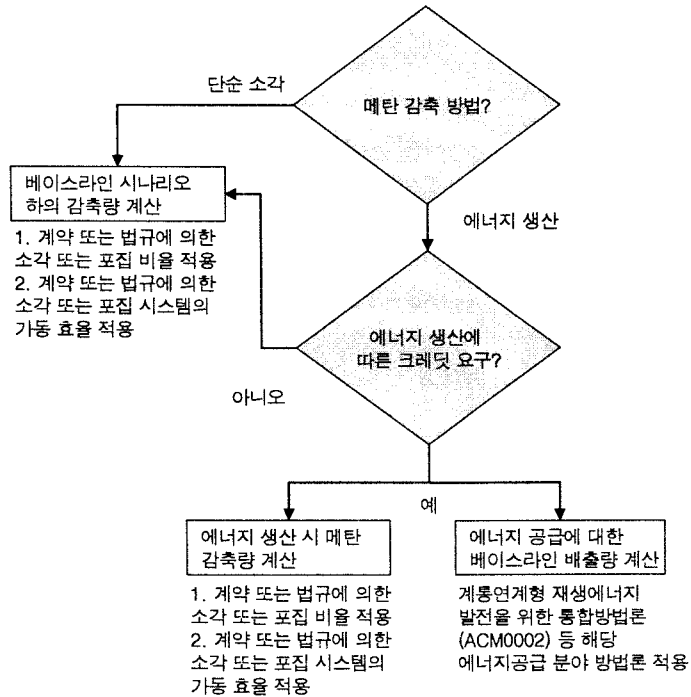 단순 소각
메탄 감축 방법?
베이스라인 시나리오
하의 감축량 계산
1. 계약 또는 법규에 의한
소각 또는 포집 비율 적용
2. 계약 또는 법규에 의한
소각 또는 포집 시스템의
가동 효율 적용
에너지 생산
에너지 생산에
따른 크레딧 요구?
아니오
예
에너지 생산 시 메탄
감축량 계산
1. 계약 또는 법규에 의한
소각 또는 포집 비율 적용
2. 계약 또는 법규에 의한
소각 또는 포집 시스템의
가동 효율 적용
에너지 공급에 대한
베이스라인 배출량 계산
계통연계형 재생에너지
발전을 위한 통합방법론
(ACM0002) 등 해당
에너지공급 분야 방법론 적용